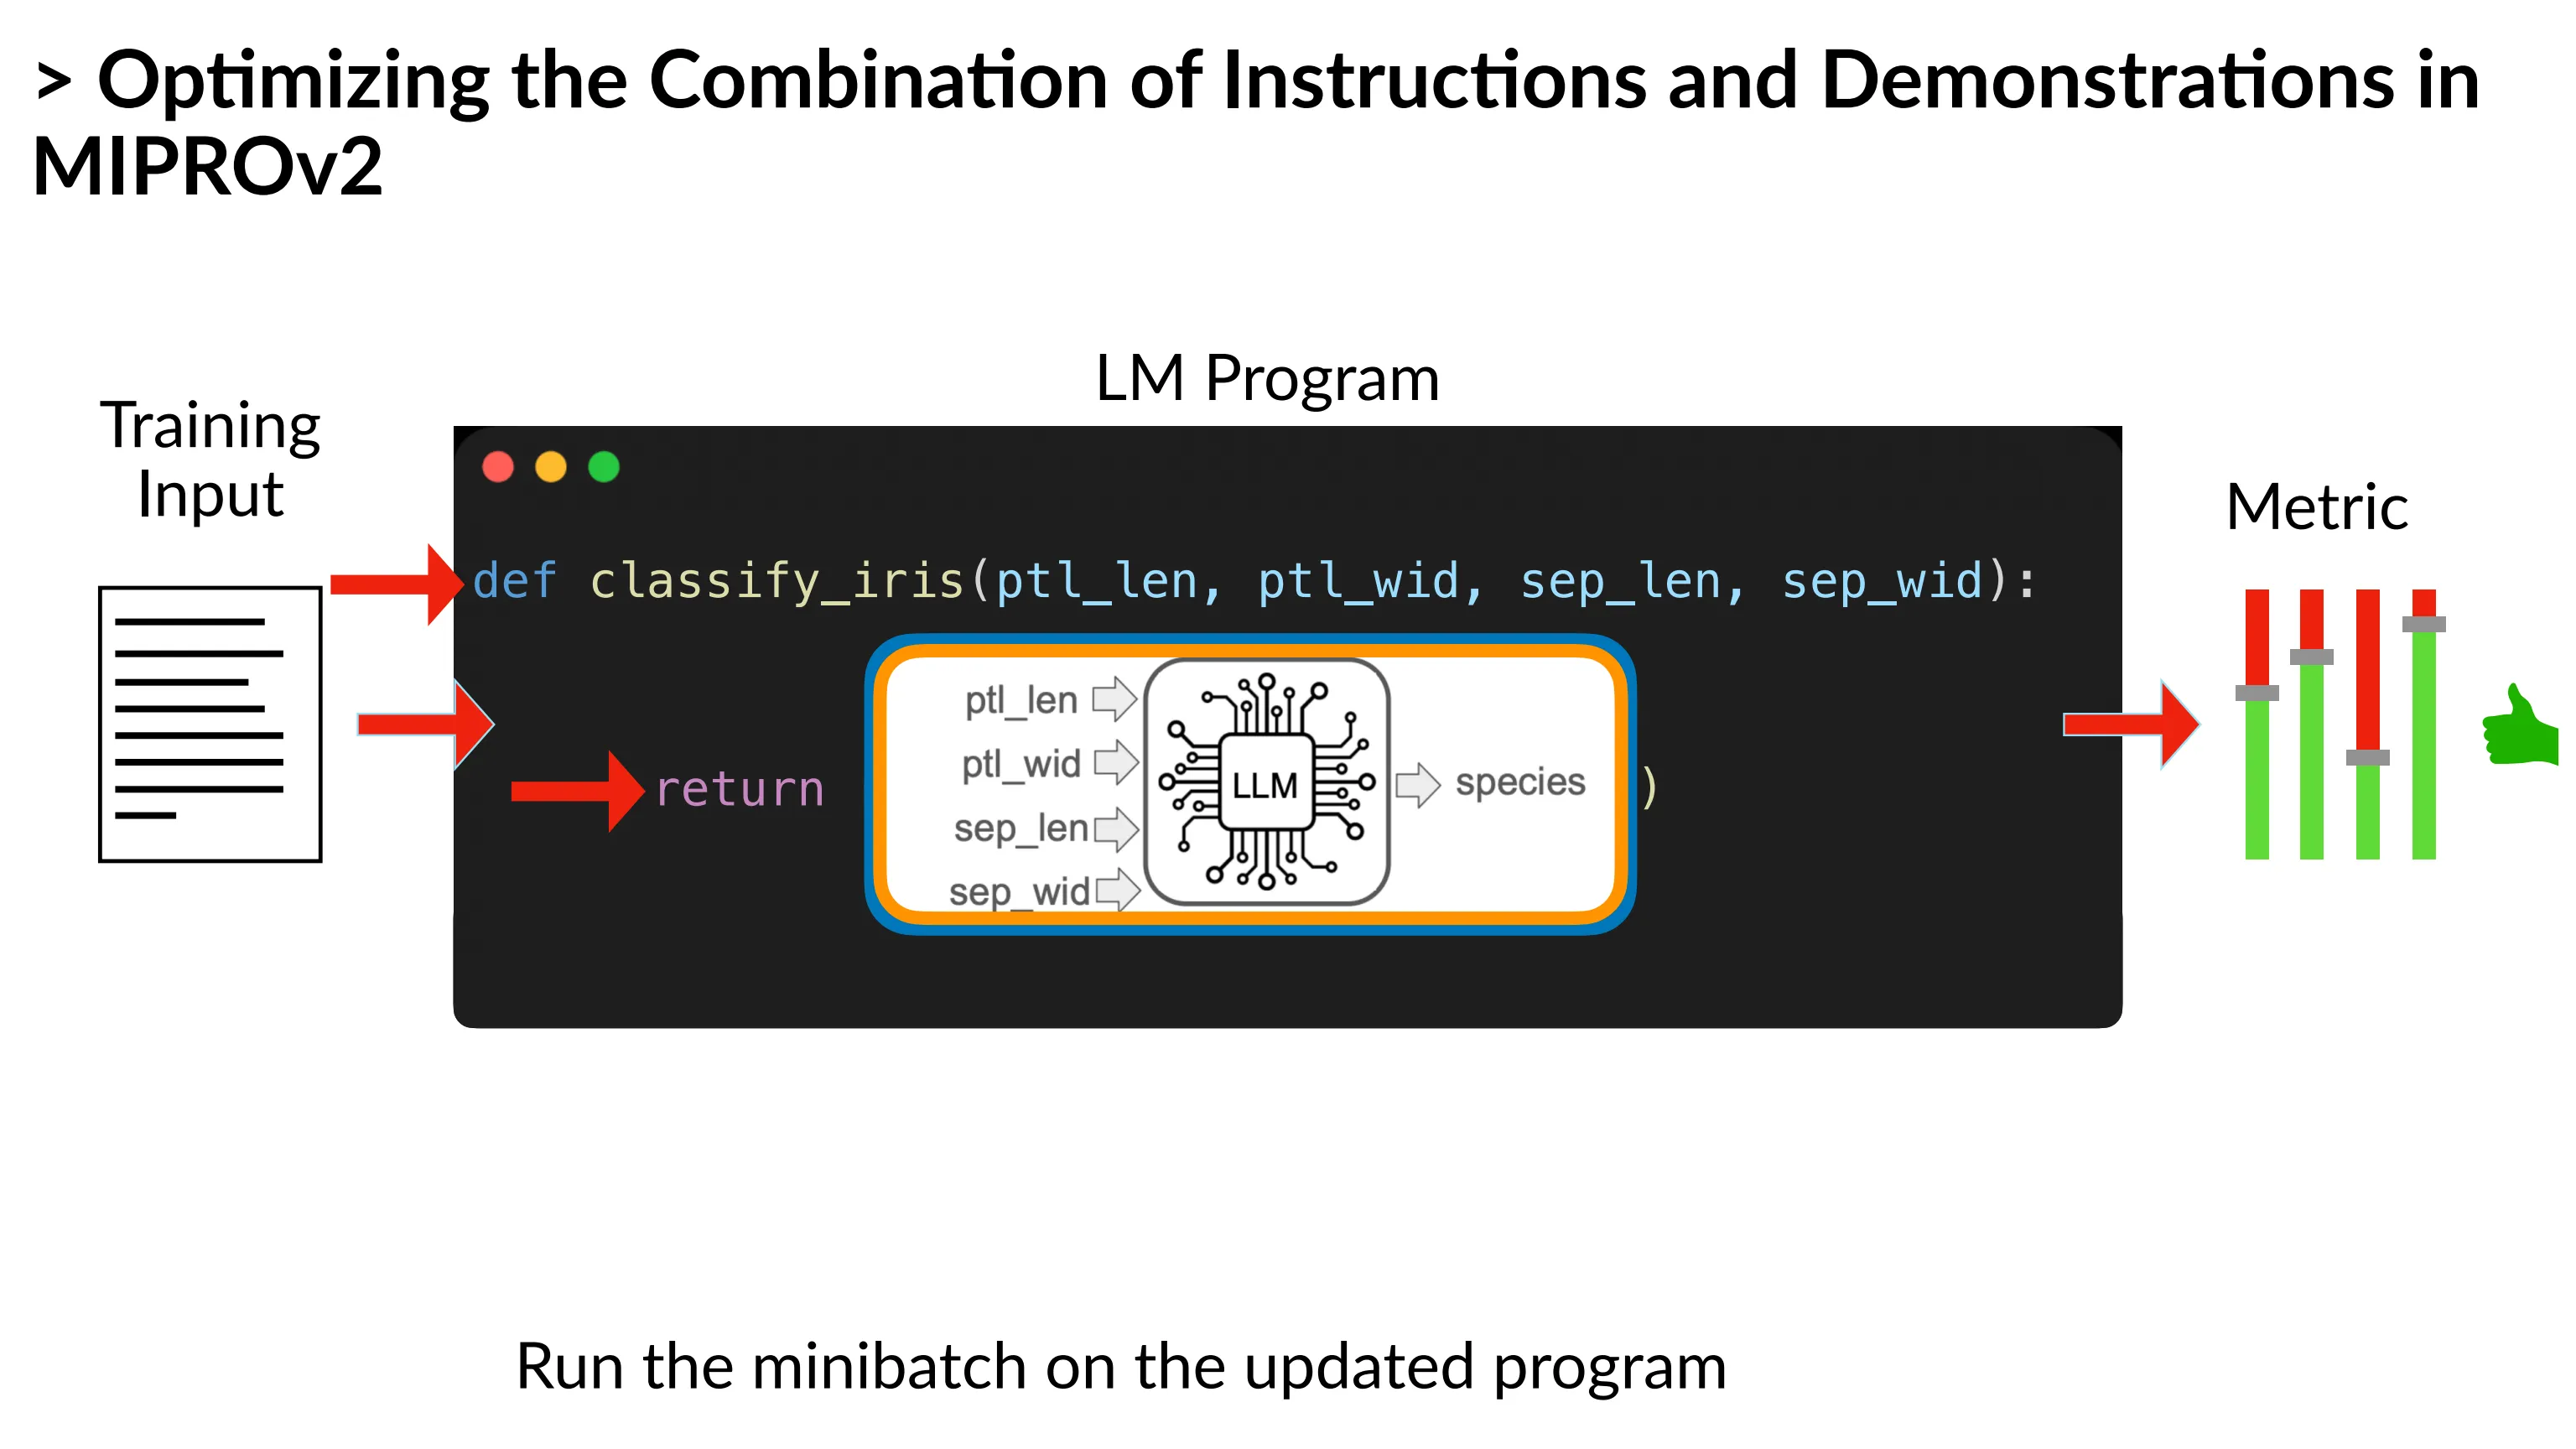 > Optimizing the Combination of Instructions and Demonstrations in
MIPROv2
LM Program
Training
Input
Metric
def classify_iris(ptl_len, ptl_wid, sep_len, sep_wid):
ptl_len
ptl_wid
sep_len
sep_wid
LLM
species
return
)
Run the minibatch on the updated program